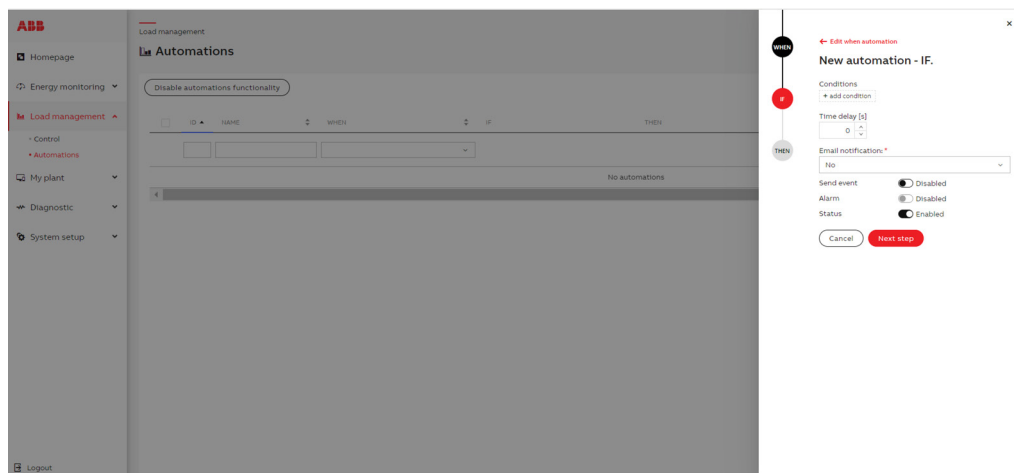 ABB
Homepage
Energy monitoring
Load management
- Control
• Automations
My plant
Diagnostic
System setup
Logout
Load management
Automations
Disable automations functionality
ID NAME WHEN IF THEN
No automations
WHEN
IF
THEN
×
← Edit when automation
New automation - IF.
Conditions
+ add condition
Time delay [s]
0
Email notification:*
No
Send event Disabled
Alarm Disabled
Status Enabled
Cancel Next step